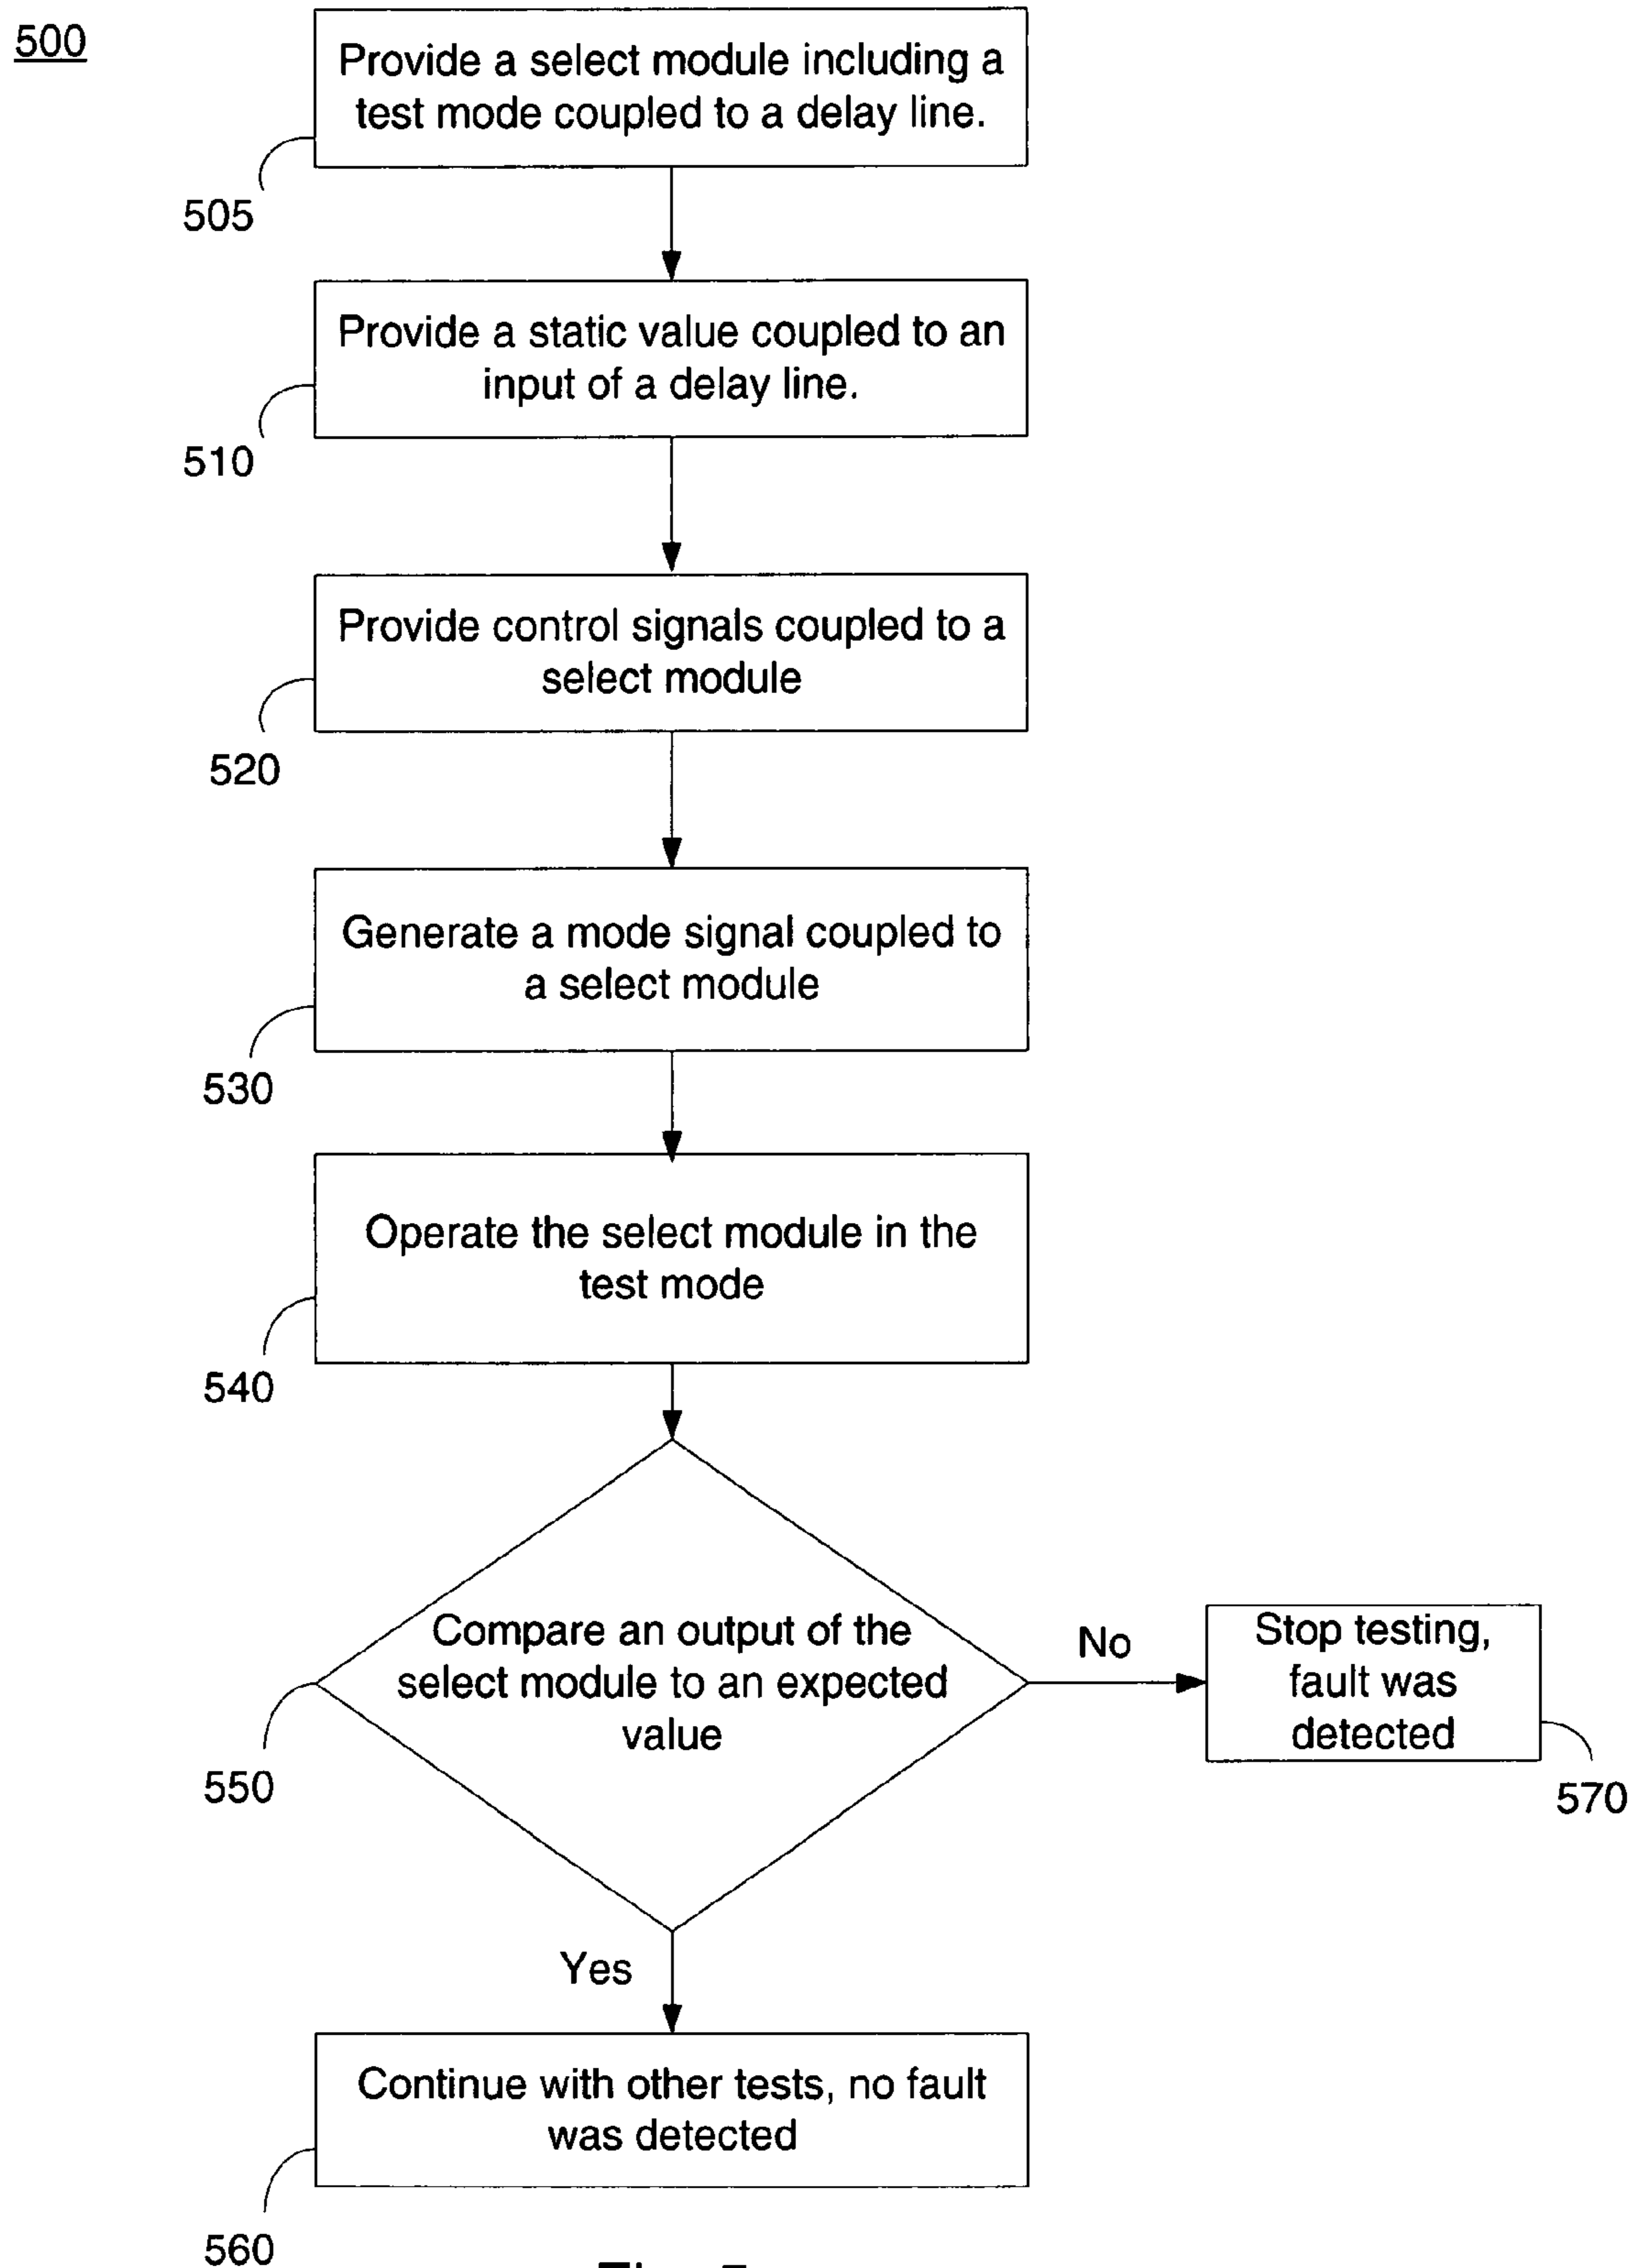 500
Provide a select module including a
test mode coupled to a delay line.
505
Provide a static value coupled to an
input of a delay line.
510
Provide control signals coupled to a
select module
520
Generate a mode signal coupled to
a select module
530
Operate the select module in the
test mode
540
Compare an output of the
select module to an expected
value
550
No
Stop testing,
fault was
detected
570
Yes
Continue with other tests, no fault
was detected
560